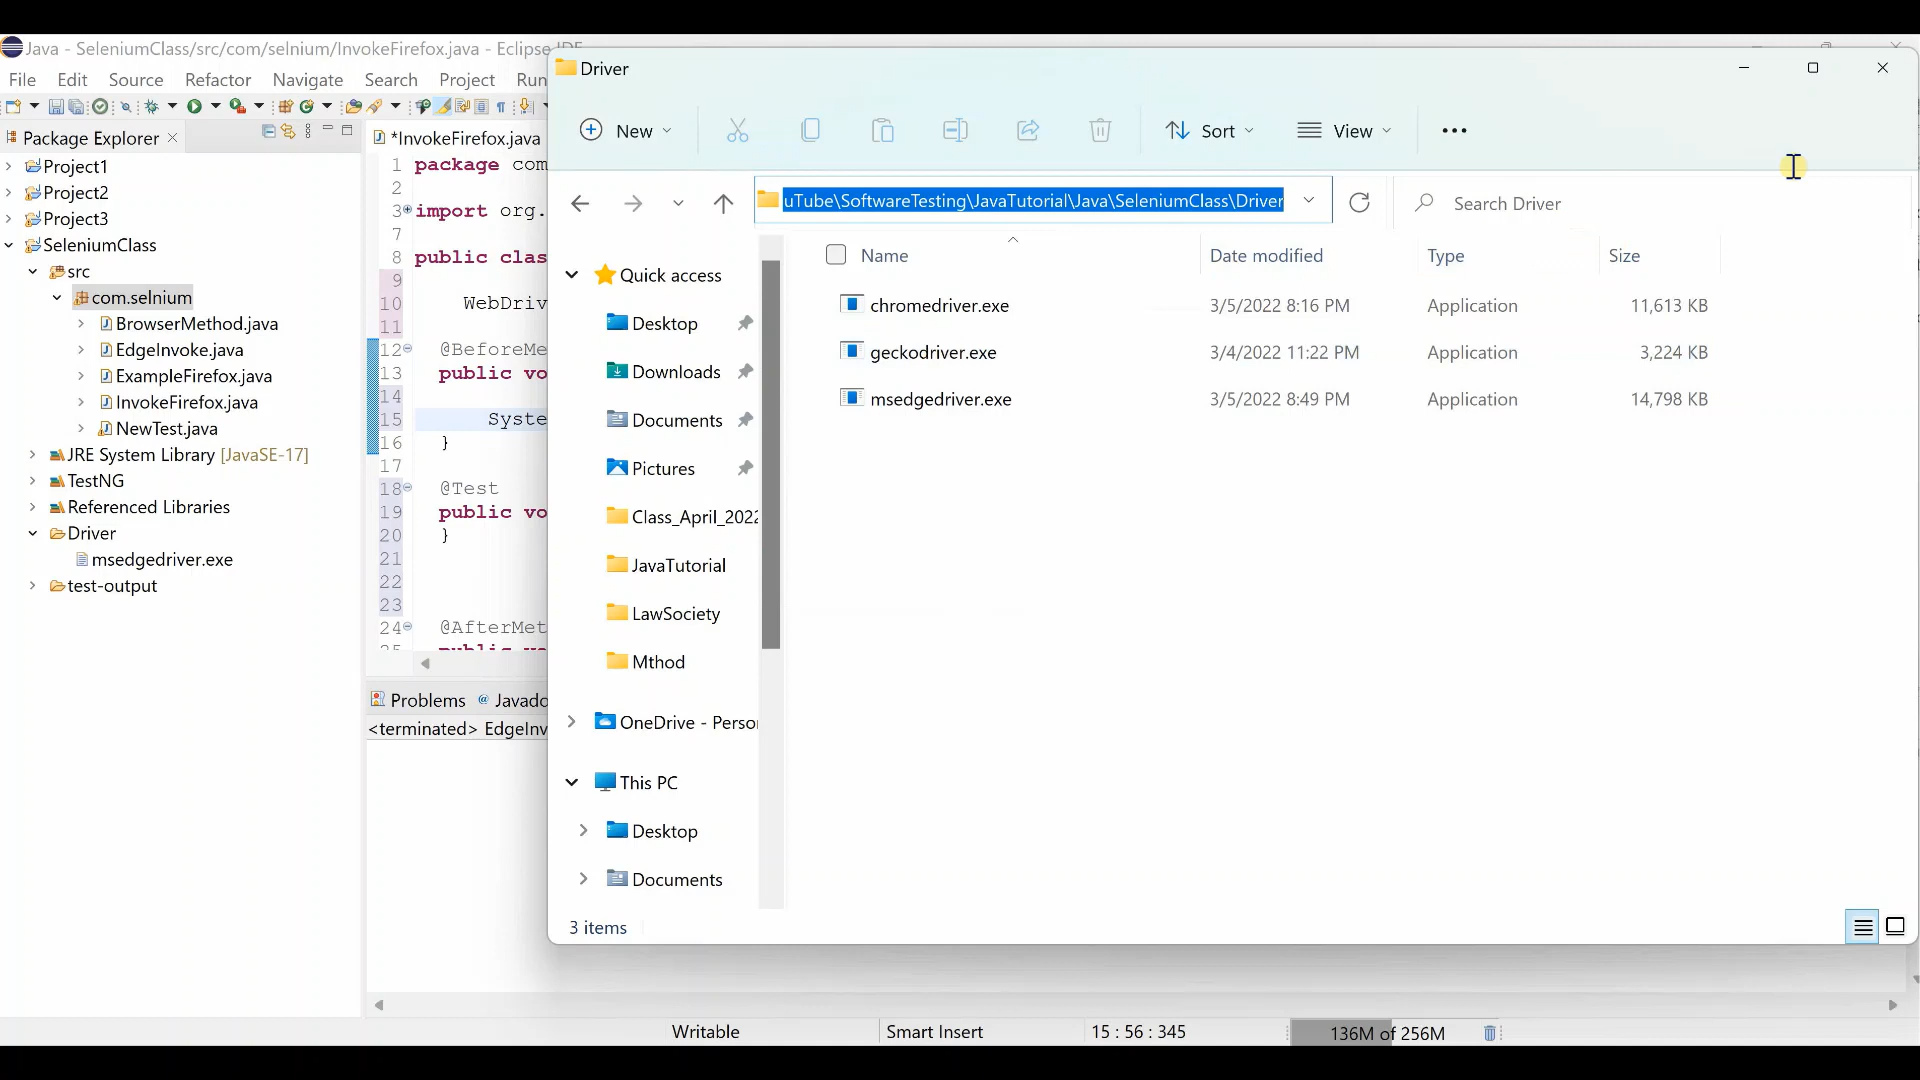 Java - SeleniumClass/src/com/selnium/InvokeFirefox.java - Eclipse IDE
File Edit Source Refactor Navigate Search Project Run
Package Explorer
Project1
Project2
Project3
SeleniumClass
src
com.selnium
BrowserMethod.java
EdgeInvoke.java
ExampleFirefox.java
InvokeFirefox.java
NewTest.java
JRE System Library [JavaSE-17]
TestNG
Referenced Libraries
Driver
msedgedriver.exe
test-output
*InvokeFirefox.java
1 package com
2
3 import org.
7
8 public clas
9
10 WebDriv
11
12 @BeforeMe
13 public vo
14
15 Syste
16 }
17
18 @Test
19 public vo
20 }
21
22
23
24 @AfterMet
Problems Javado
<terminated> EdgeInv
Driver
New Sort View
uTube\SoftwareTesting\JavaTutorial\Java\SeleniumClass\Driver
Search Driver
Quick access
Desktop
Downloads
Documents
Pictures
Class_April_2022
JavaTutorial
LawSociety
Mthod
OneDrive - Perso
This PC
Desktop
Documents
Name Date modified Type Size
chromedriver.exe 3/5/2022 8:16 PM Application 11,613 KB
geckodriver.exe 3/4/2022 11:22 PM Application 3,224 KB
msedgedriver.exe 3/5/2022 8:49 PM Application 14,798 KB
3 items
Writable Smart Insert 15 : 56 : 345 136M of 256M